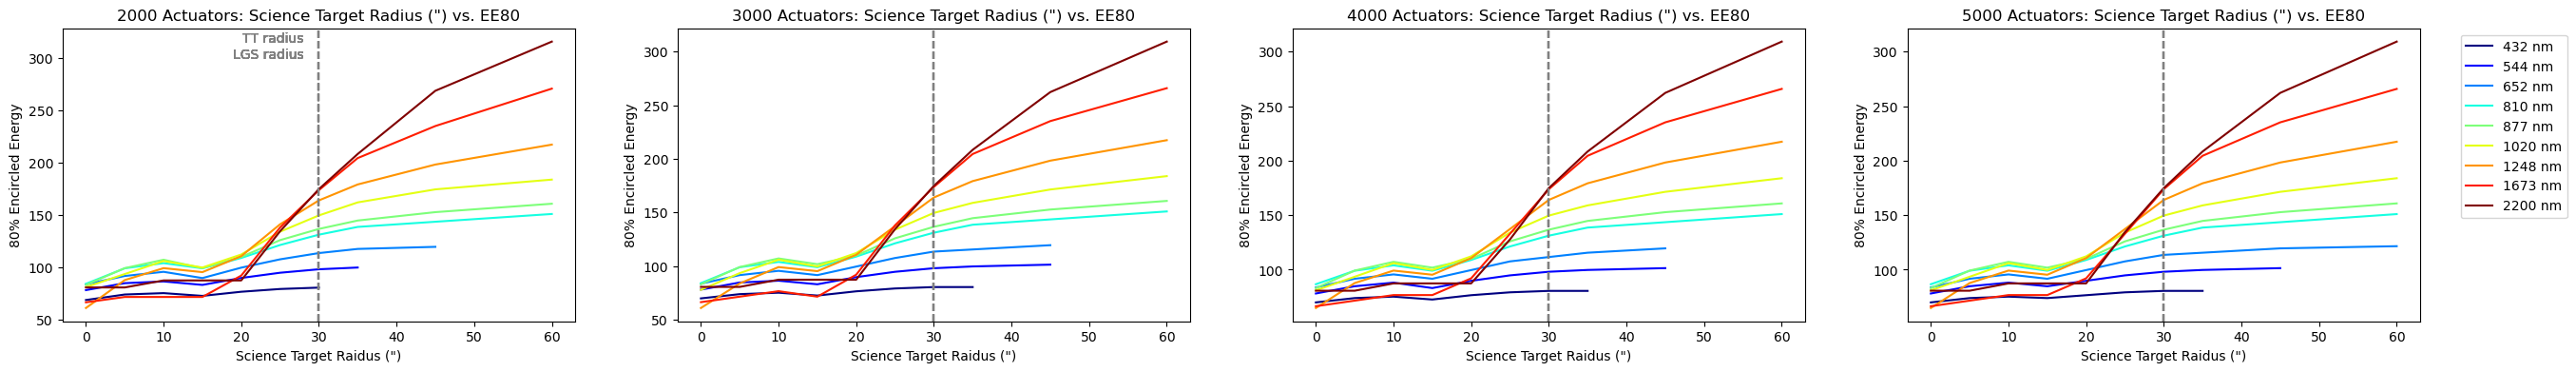 2000 Actuators: Science Target Radius (") vs. EE80
TT radius
LGS radius
80% Encircled Energy
300
250
200
150
100
50
0
10
20
30
40
50
60
Science Target Raidus (")
3000 Actuators: Science Target Radius (") vs. EE80
80% Encircled Energy
300
250
200
150
100
50
0
10
20
30
40
50
60
Science Target Raidus (")
4000 Actuators: Science Target Radius (") vs. EE80
80% Encircled Energy
300
250
200
150
100
0
10
20
30
40
50
60
Science Target Raidus (")
5000 Actuators: Science Target Radius (") vs. EE80
80% Encircled Energy
300
250
200
150
100
0
10
20
30
40
50
60
Science Target Raidus (")
432 nm
544 nm
652 nm
810 nm
877 nm
1020 nm
1248 nm
1673 nm
2200 nm